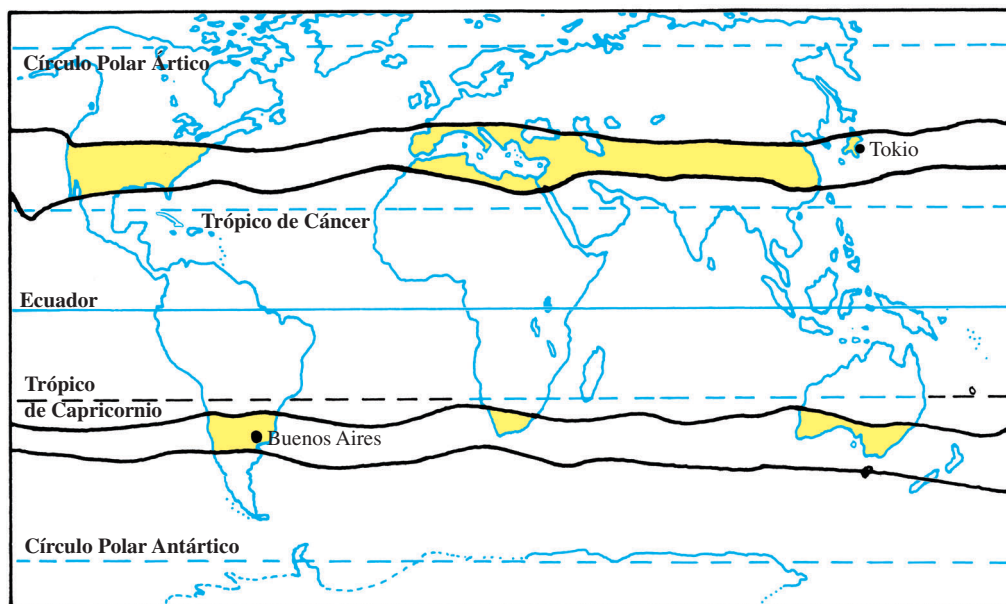 Círculo Polar Ártico
Tokio
Trópico de Cáncer
Ecuador
Trópico
de Capricornio
Buenos Aires
Círculo Polar Antártico